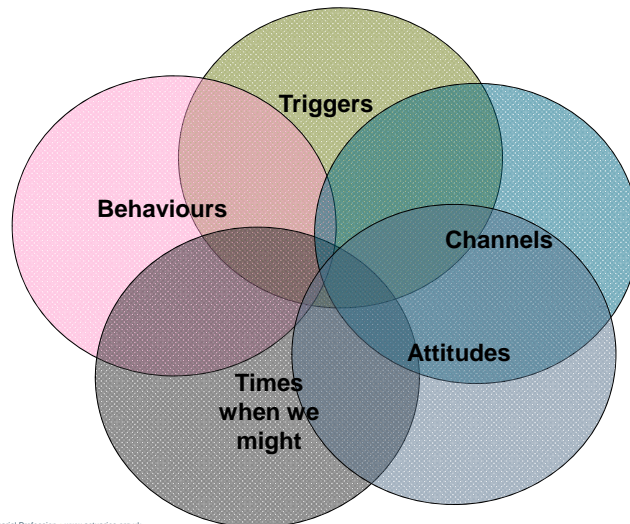 Triggers
Behaviours
Channels
Attitudes
Times
when we
might